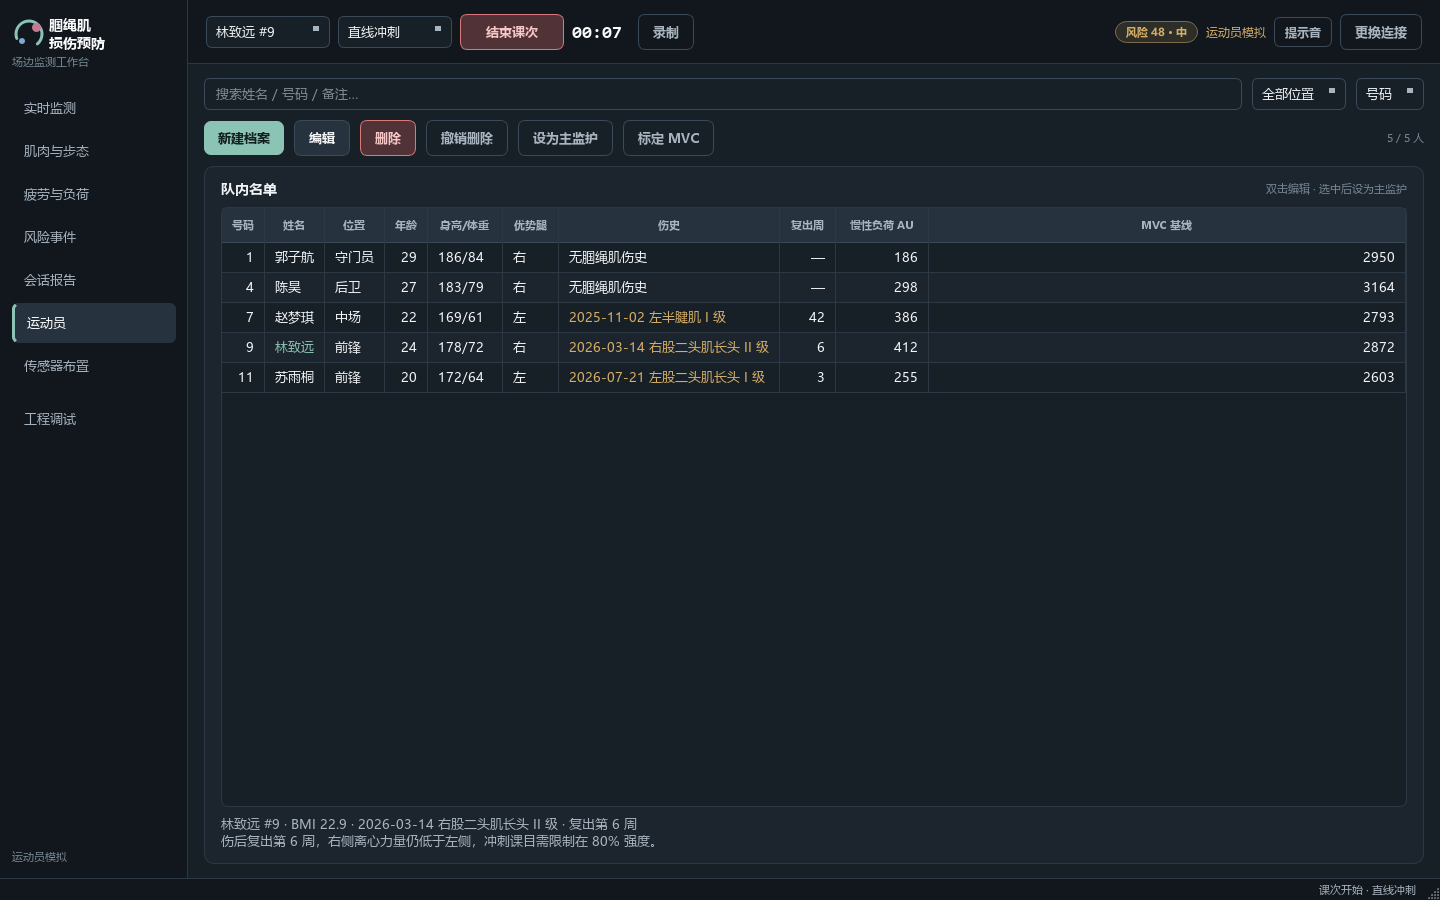 腘绳肌
损伤预防
场边监测工作台
实时监测
肌肉与步态
疲劳与负荷
风险事件
会话报告
运动员
传感器布置
工程调试
运动员模拟
林致远 #9 直线冲刺 结束课次 00:07 录制 风险 48 · 中 运动员模拟 提示音 更换连接
搜索姓名 / 号码 / 备注... 全部位置 号码
新建档案 编辑 删除 撤销删除 设为主监护 标定 MVC 5 / 5 人
队内名单 双击编辑 · 选中后设为主监护
号码 姓名 位置 年龄 身高/体重 优势腿 伤史 复出周 慢性负荷 AU MVC 基线
1 郭子航 守门员 29 186/84 右 无腘绳肌伤史 — 186 2950
4 陈昊 后卫 27 183/79 右 无腘绳肌伤史 — 298 3164
7 赵梦琪 中场 22 169/61 左 2025-11-02 左半腱肌 I 级 42 386 2793
9 林致远 前锋 24 178/72 右 2026-03-14 右股二头肌长头 II 级 6 412 2872
11 苏雨桐 前锋 20 172/64 左 2026-07-21 左股二头肌长头 I 级 3 255 2603
林致远 #9 · BMI 22.9 · 2026-03-14 右股二头肌长头 II 级 · 复出第 6 周
伤后复出第 6 周，右侧离心力量仍低于左侧，冲刺课目需限制在 80% 强度。
课次开始 · 直线冲刺